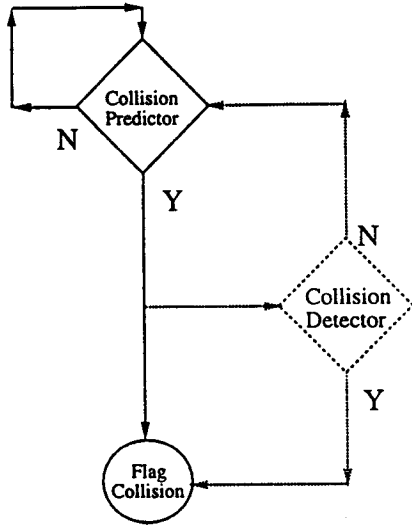 Collision
Predictor
N
Y
N
Collision
Detector
Y
Flag
Collision